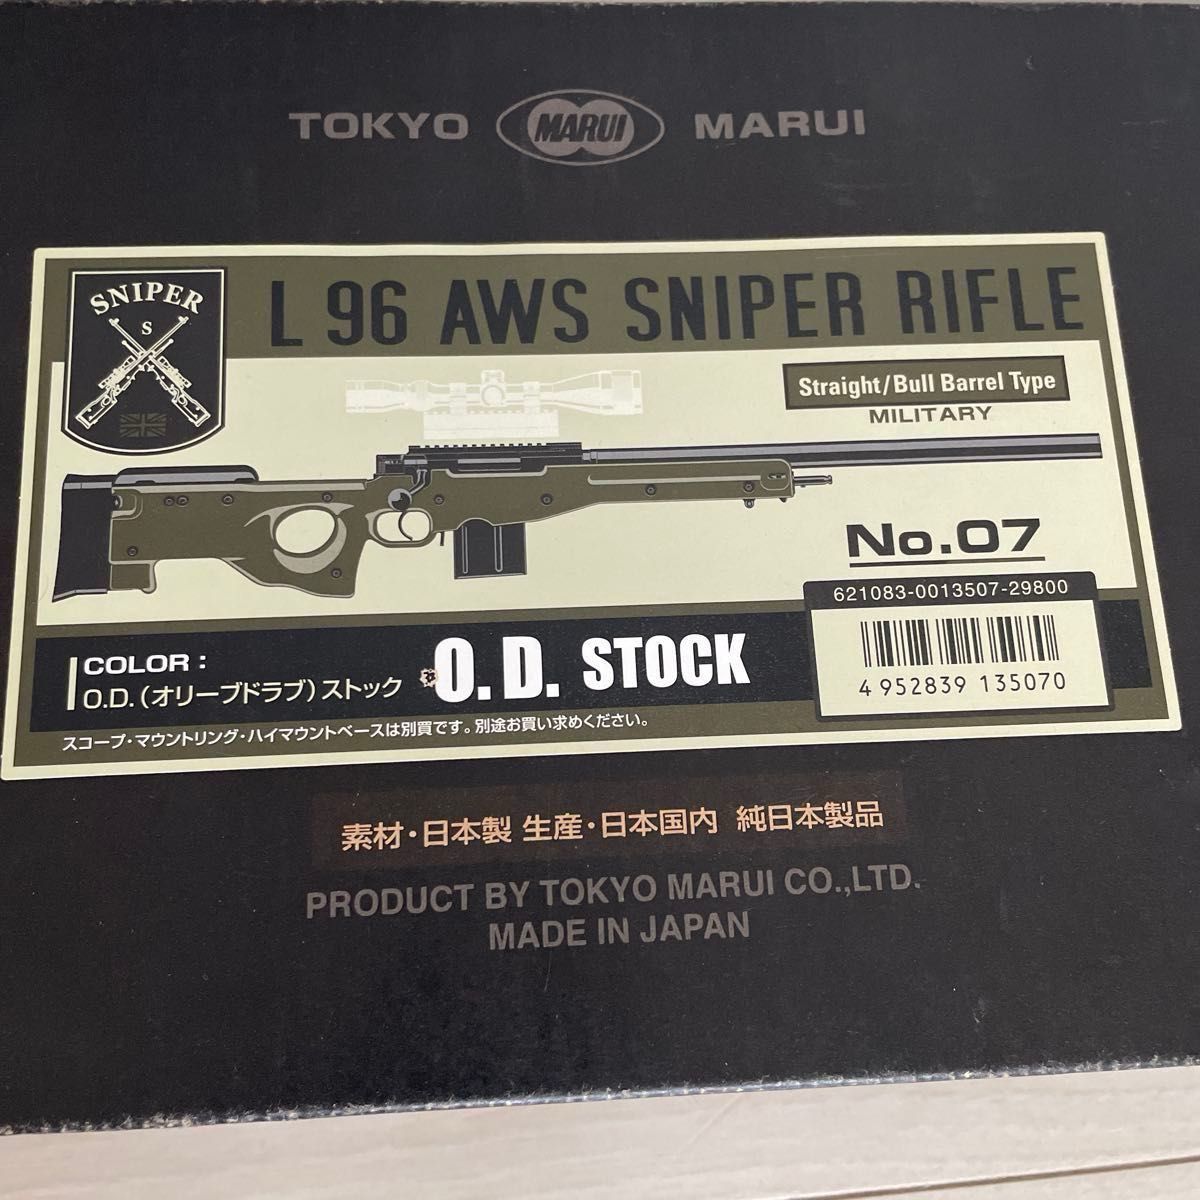 TOKYO MARUI MARUI
SNIPER
S
L96 AWS SNIPER RIFLE
Straight/Bull Barrel Type
MILITARY
No.07
621083-0013507-29800
4 952839 135070
COLOR :
O.D.(オリーブドラブ)ストック
O.D. STOCK
スコープ・マウントリング・ハイマウントベースは別買です。別途お買い求めください。
素材・日本製 生産・日本国内 純日本製品
PRODUCT BY TOKYO MARUI CO.,LTD.
MADE IN JAPAN